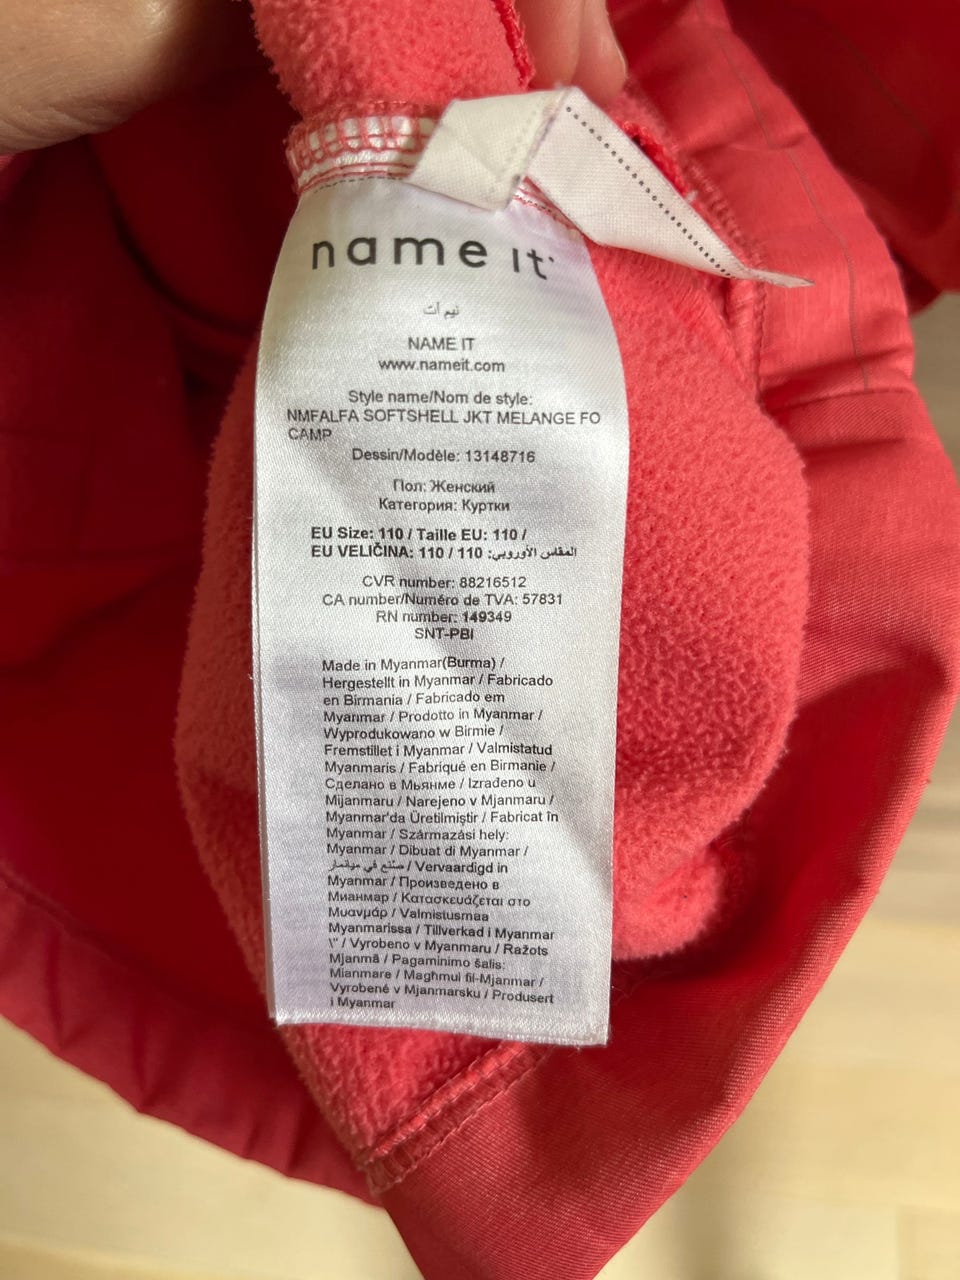 name it
نيم ات
NAME IT
www.nameit.com
Style name/Nom de style:
NMFALFA SOFTSHELL JKT MELANGE FO
CAMP
Dessin/Modèle: 13148716
Пол: Женский
Категория: Куртки
EU Size: 110 / Taille EU: 110 /
EU VELIČINA: 110 / 110 :المقاس الأوروبي
CVR number: 88216512
CA number/Numéro de TVA: 57831
RN number: 149349
SNT-PBI
Made in Myanmar(Burma) /
Hergestellt in Myanmar / Fabricado
en Birmania / Fabricado em
Myanmar / Prodotto in Myanmar /
Wyprodukowano w Birmie /
Fremstillet i Myanmar / Valmistatud
Myanmaris / Fabriqué en Birmanie /
Сделано в Мьянме / Izrađeno u
Mijanmaru / Narejeno v Mjanmaru /
Myanmar'da Üretilmiştir / Fabricat în
Myanmar / Származási hely:
Myanmar / Dibuat di Myanmar /
صُنّع في ميانمار / Vervaardigd in
Myanmar / Произведено в
Мианмар / Κατασκευάζεται στο
Μυανμάρ / Valmistusmaa
Myanmarissa / Tillverkad i Myanmar
\" / Vyrobeno v Myanmaru / Ražots
Mjanmā / Pagaminimo šalis:
Mianmare / Magħmul fil-Mjanmar /
Vyrobené v Mjanmarsku / Produsert
i Myanmar